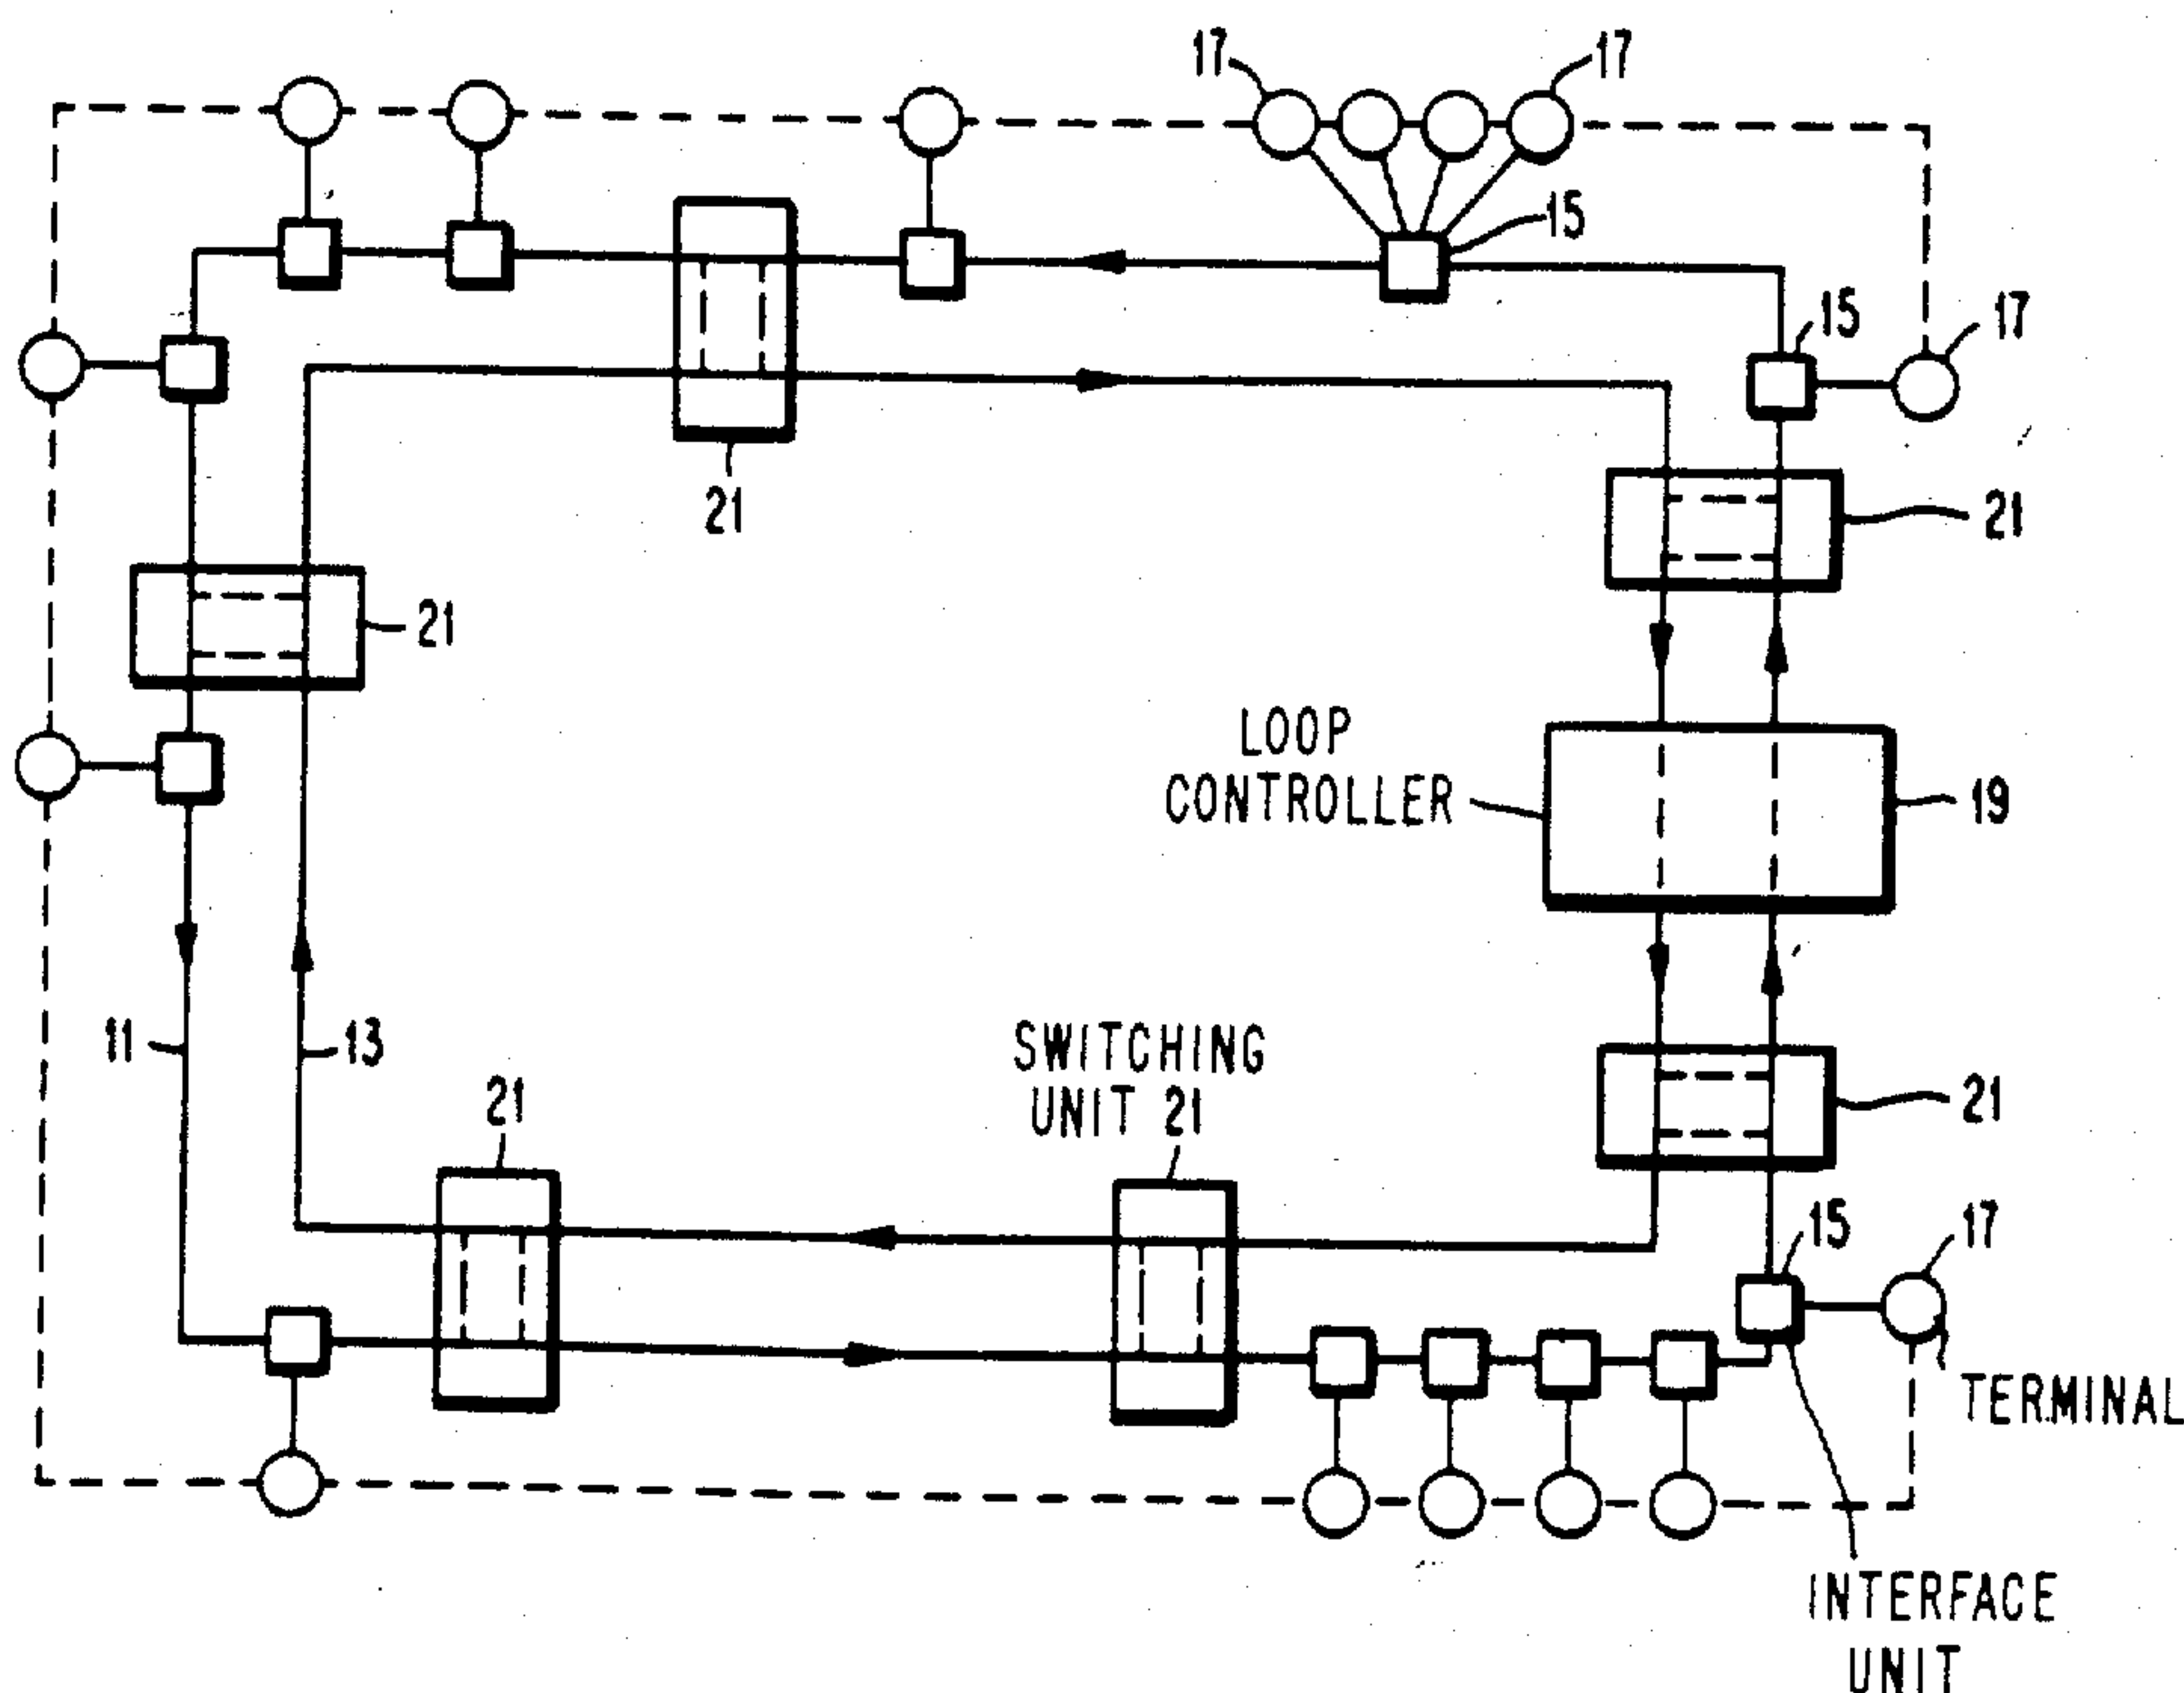 17
17
15
15
17
21
21
21
LOOP
CONTROLLER
19
11
13
SWITCHING
UNIT 21
21
21
15
17
TERMINAL
INTERFACE
UNIT